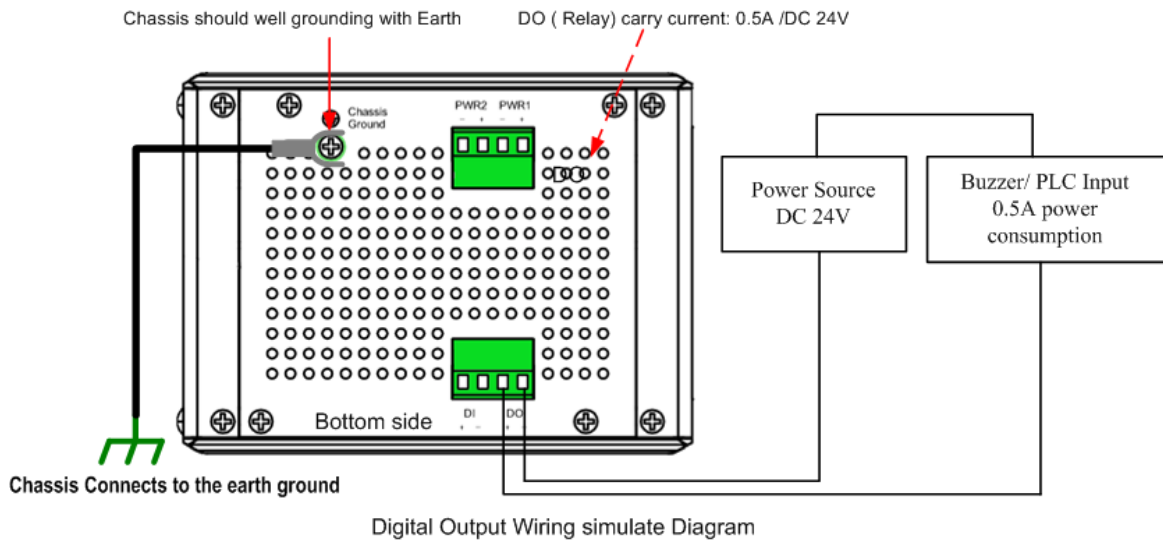 Chassis should well grounding with Earth
DO ( Relay) carry current: 0.5A /DC 24V
Chassis
Ground
PWR2 PWR1
– + – +
DO
Power Source
DC 24V
Buzzer/ PLC Input
0.5A power
consumption
DI DO
+ – + –
Bottom side
Chassis Connects to the earth ground
Digital Output Wiring simulate Diagram